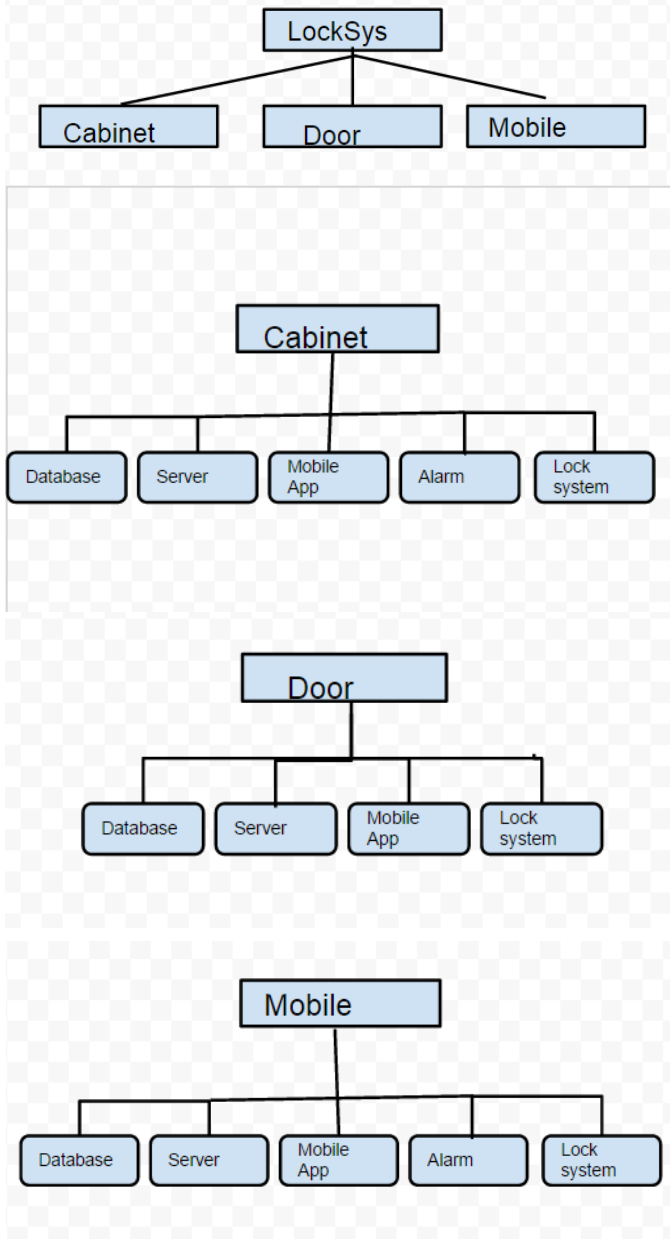 LockSys
Cabinet
Door
Mobile
Cabinet
Database
Server
Mobile
App
Alarm
Lock
system
Door
Database
Server
Mobile
App
Lock
system
Mobile
Database
Server
Mobile
App
Alarm
Lock
system